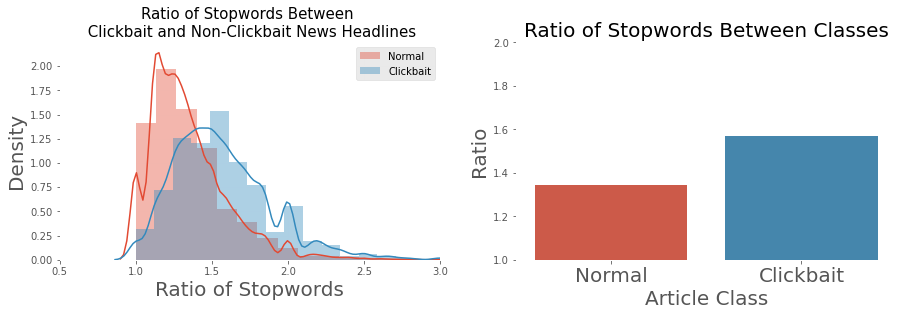 Ratio of Stopwords Between
Clickbait and Non-Clickbait News Headlines
Normal
Clickbait
Density
2.00
1.75
1.50
1.25
1.00
0.75
0.50
0.25
0.00
0.5
1.0
1.5
2.0
2.5
3.0
Ratio of Stopwords
Ratio of Stopwords Between Classes
Ratio
2.0
1.8
1.6
1.4
1.2
1.0
Normal
Clickbait
Article Class